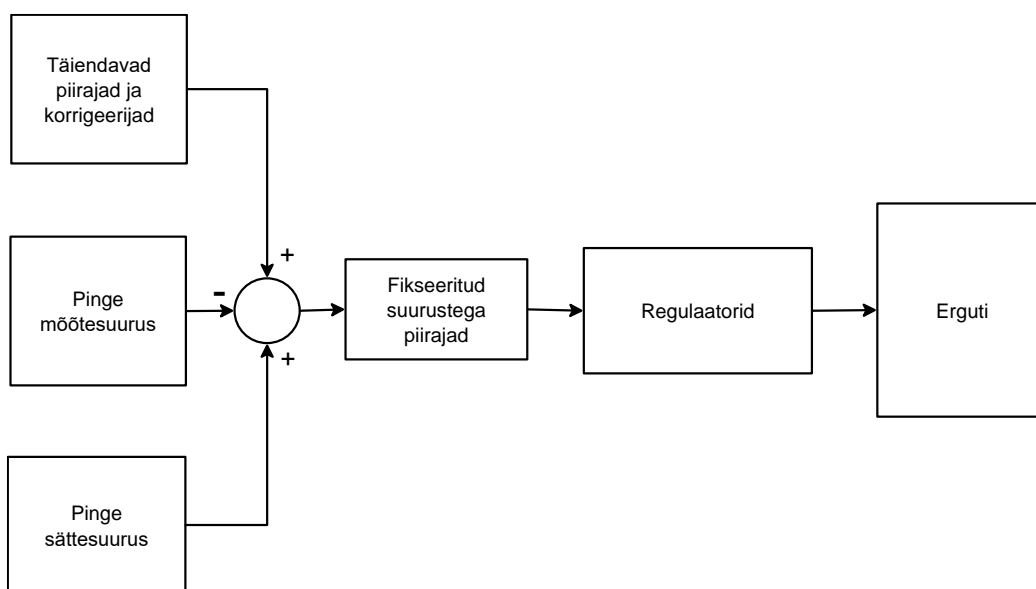 Täiendavad
piirajad ja
korrigeerijad
+
Pinge
mõõtesuurus
-
Fikseeritud
suurustega
piirajad
Regulaatorid
Erguti
+
Pinge
sättesuurus